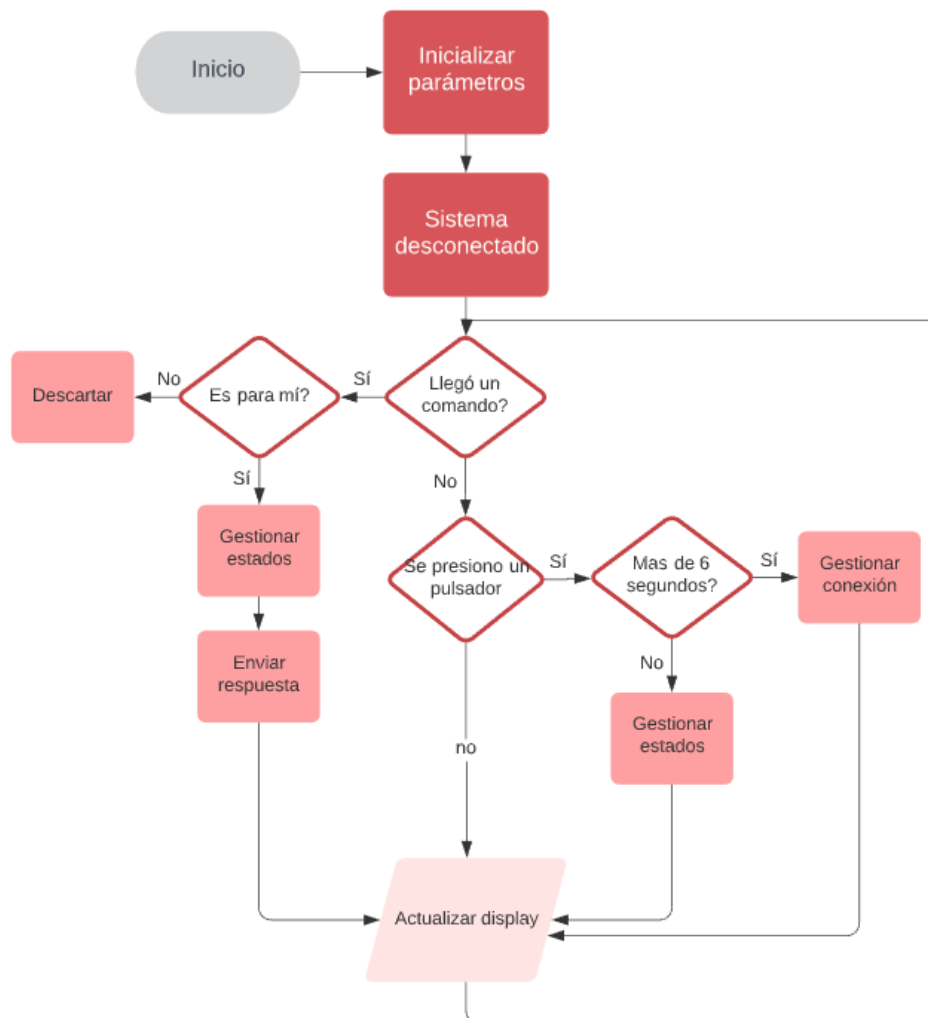 Inicio
Inicializar
parámetros
Sistema
desconectado
Descartar
No
Es para mí?
Sí
Llegó un
comando?
Sí
No
Gestionar
estados
Se presiono un
pulsador
Sí
Mas de 6
segundos?
Sí
Gestionar
conexión
Enviar
respuesta
No
Gestionar
estados
no
Actualizar display